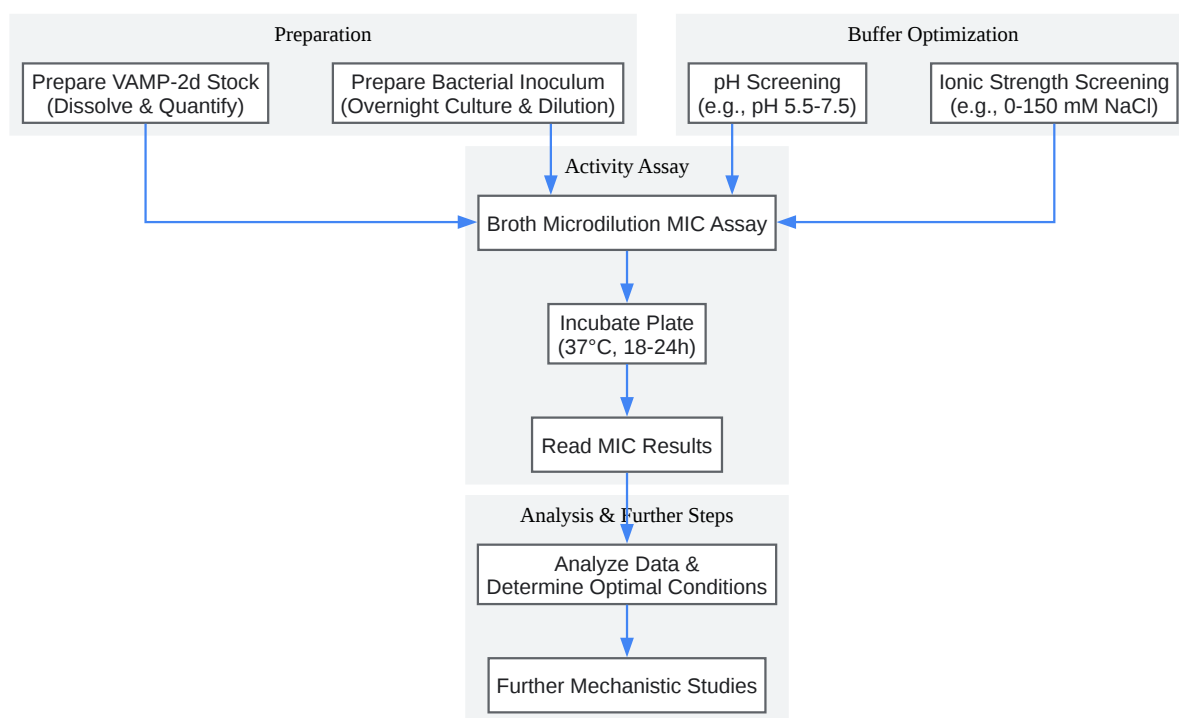 Preparation
Buffer Optimization
Prepare VAMP-2d Stock
(Dissolve & Quantify)
Prepare Bacterial Inoculum
(Overnight Culture & Dilution)
pH Screening
(e.g., pH 5.5-7.5)
Ionic Strength Screening
(e.g., 0-150 mM NaCl)
Activity Assay
Broth Microdilution MIC Assay
Incubate Plate
(37°C, 18-24h)
Read MIC Results
Analysis & Further Steps
Analyze Data &
Determine Optimal Conditions
Further Mechanistic Studies